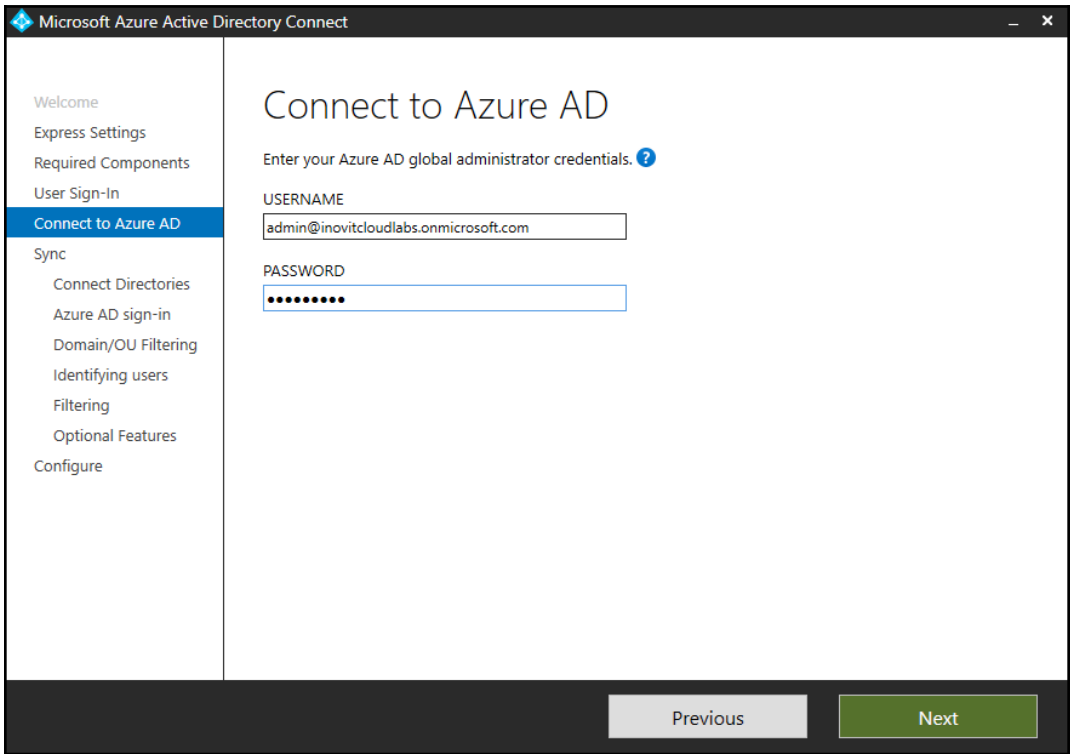 Microsoft Azure Active Directory Connect
Welcome
Express Settings
Required Components
User Sign-In
Connect to Azure AD
Sync
Connect Directories
Azure AD sign-in
Domain/OU Filtering
Identifying users
Filtering
Optional Features
Configure
Connect to Azure AD
Enter your Azure AD global administrator credentials. ?
USERNAME
admin@inovitcloudlabs.onmicrosoft.com
PASSWORD
●●●●●●●●●
Previous
Next